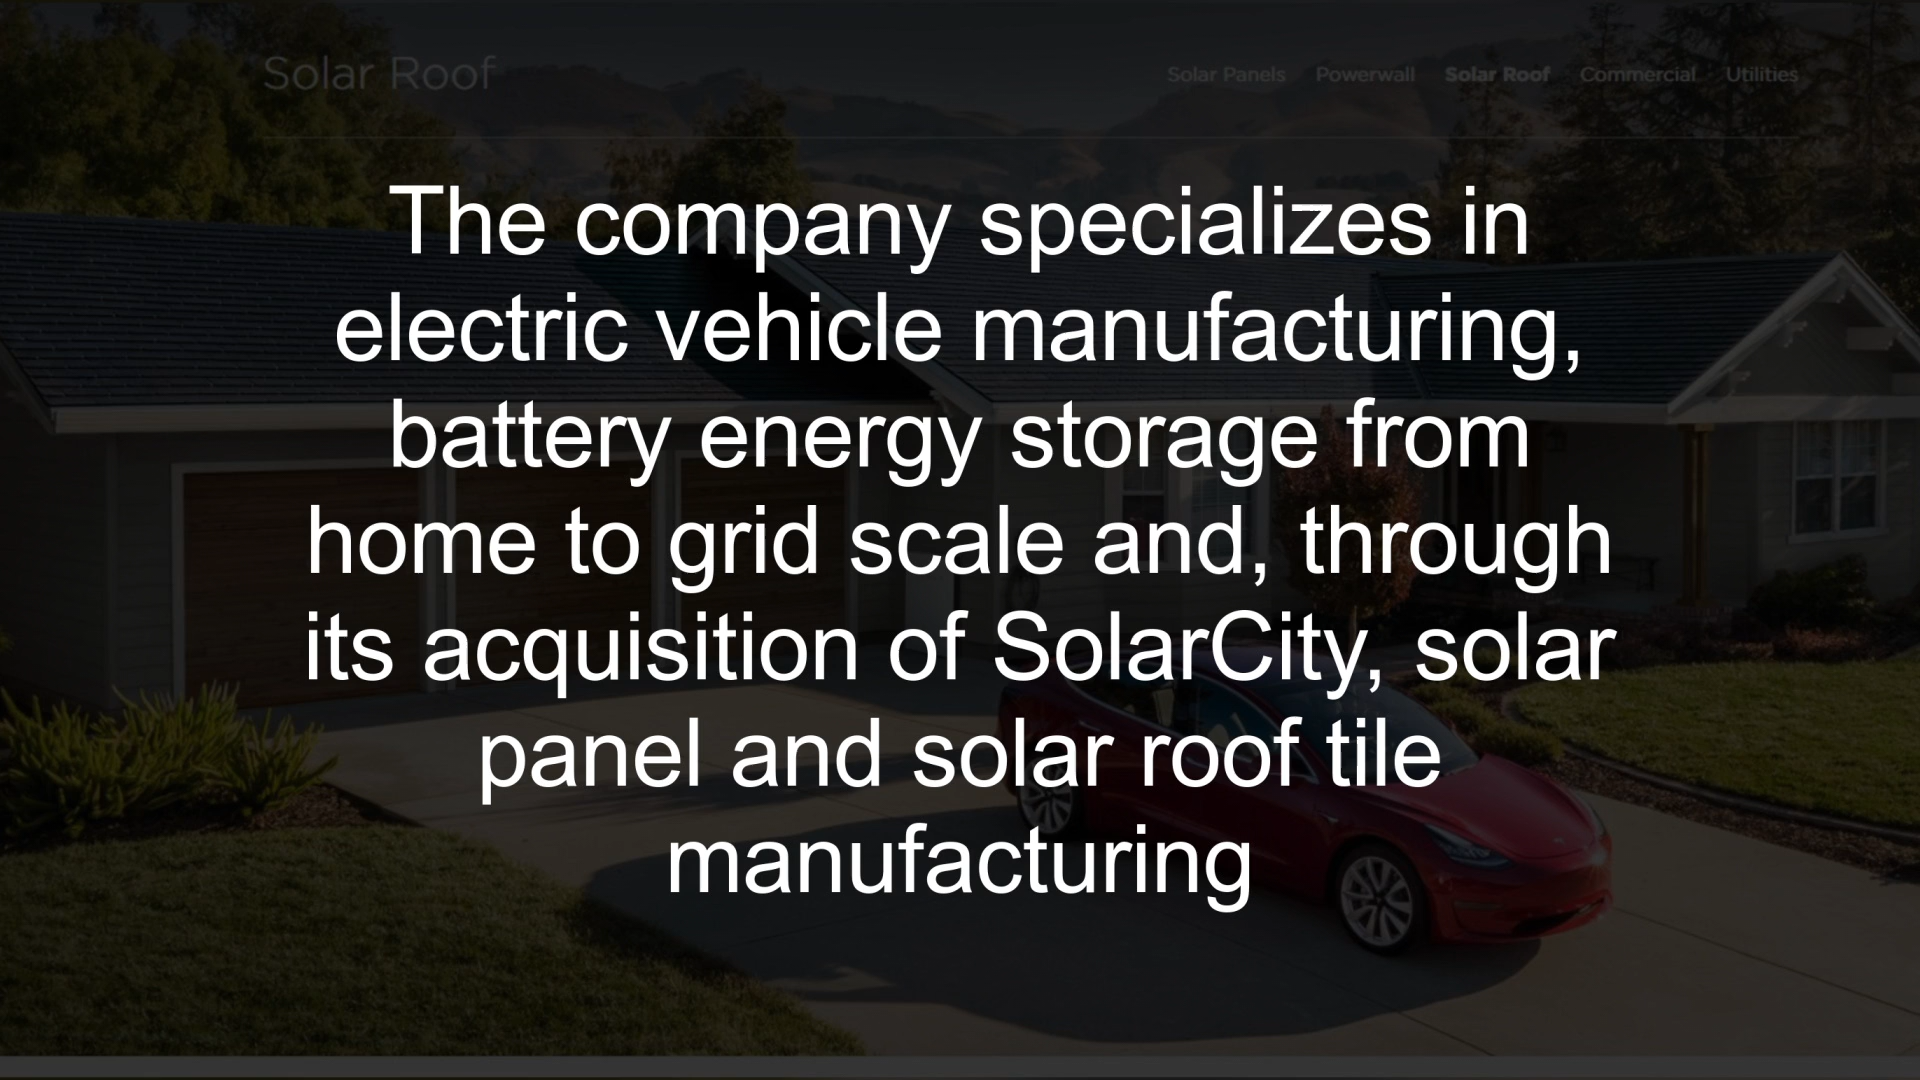 Solar Roof
Solar Panels Powerwall Solar Roof Commercial Utilities
The company specializes in
electric vehicle manufacturing,
battery energy storage from
home to grid scale and, through
its acquisition of SolarCity, solar
panel and solar roof tile
manufacturing